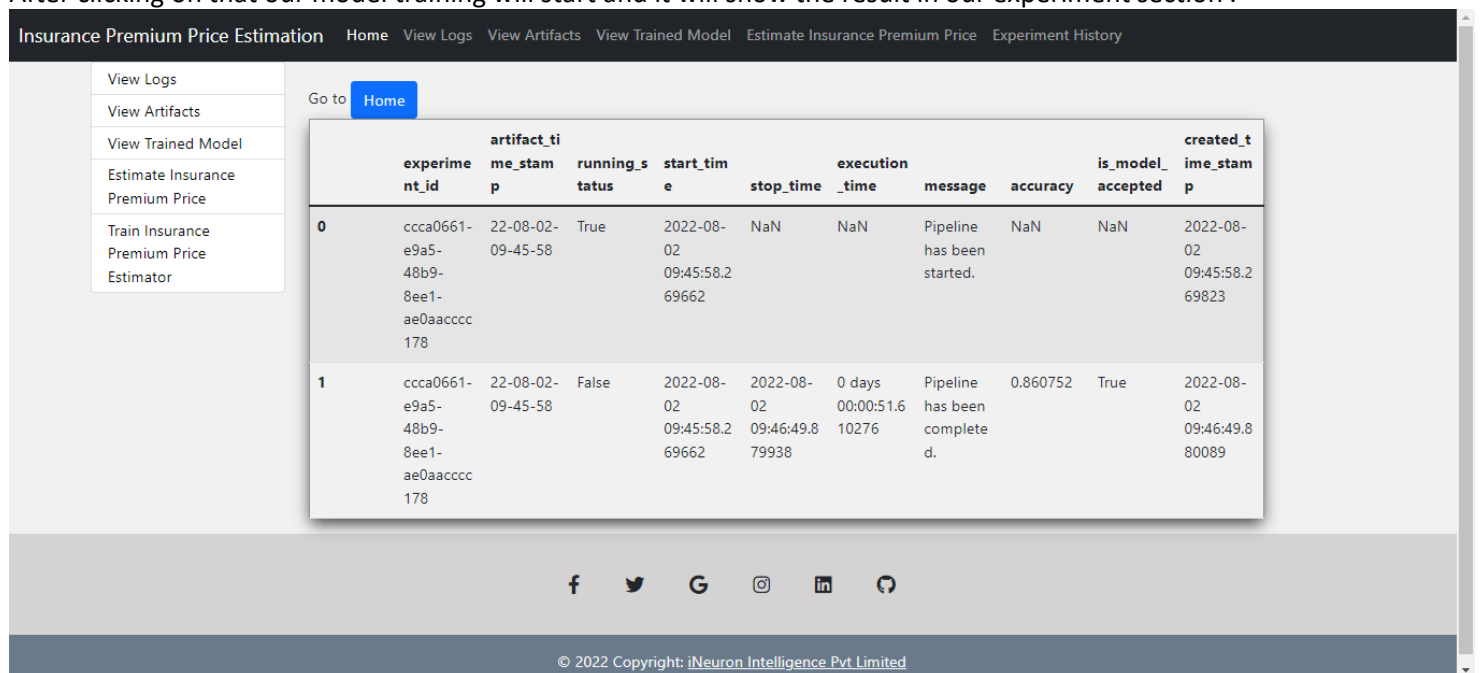 After clicking on that our model training will start and it will show the result in our experiment section .
Insurance Premium Price Estimation Home View Logs View Artifacts View Trained Model Estimate Insurance Premium Price Experiment History
View Logs
View Artifacts
View Trained Model
Estimate Insurance
Premium Price
Train Insurance
Premium Price
Estimator
Go to Home
artifact_ti created_t
experime me_stam running_s start_tim execution is_model_ ime_stam
nt_id p tatus e stop_time _time message accuracy accepted p
0 ccca0661- 22-08-02- True 2022-08- NaN NaN Pipeline NaN NaN 2022-08-
e9a5- 09-45-58 02 has been 02
48b9- 09:45:58.2 started. 09:45:58.2
8ee1- 69662 69823
ae0aacccc
178
1 ccca0661- 22-08-02- False 2022-08- 2022-08- 0 days Pipeline 0.860752 True 2022-08-
e9a5- 09-45-58 02 02 00:00:51.6 has been 02
48b9- 09:45:58.2 09:46:49.8 10276 complete 09:46:49.8
8ee1- 69662 79938 d. 80089
ae0aacccc
178
© 2022 Copyright: iNeuron Intelligence Pvt Limited